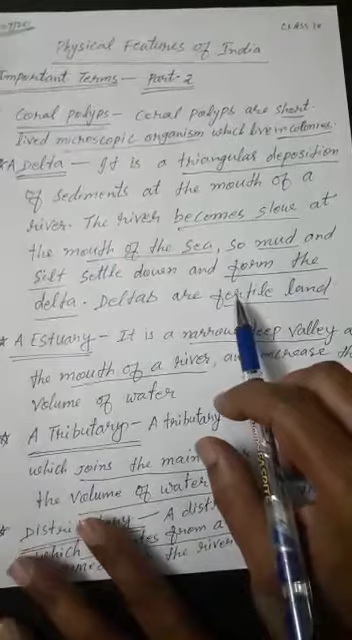 CLASS IX
Physical Features of India
Important Terms - Part-2
Coral polyps - Coral polyps are short
lived microscopic organism which live in colonies.
*A Delta - It is a triangular deposition
of sediments at the mouth of a
river. The river becomes slow at
the mouth of the sea, so mud and
silt settle down and form the
delta. Deltas are fertile land
* A Estuary - It is a narrow deep valley a
the mouth of a river, and increase the
volume of water
* A Tributary - A tributary
which joins the main
the volume of water
* Distributary - A dist
which from a
the river